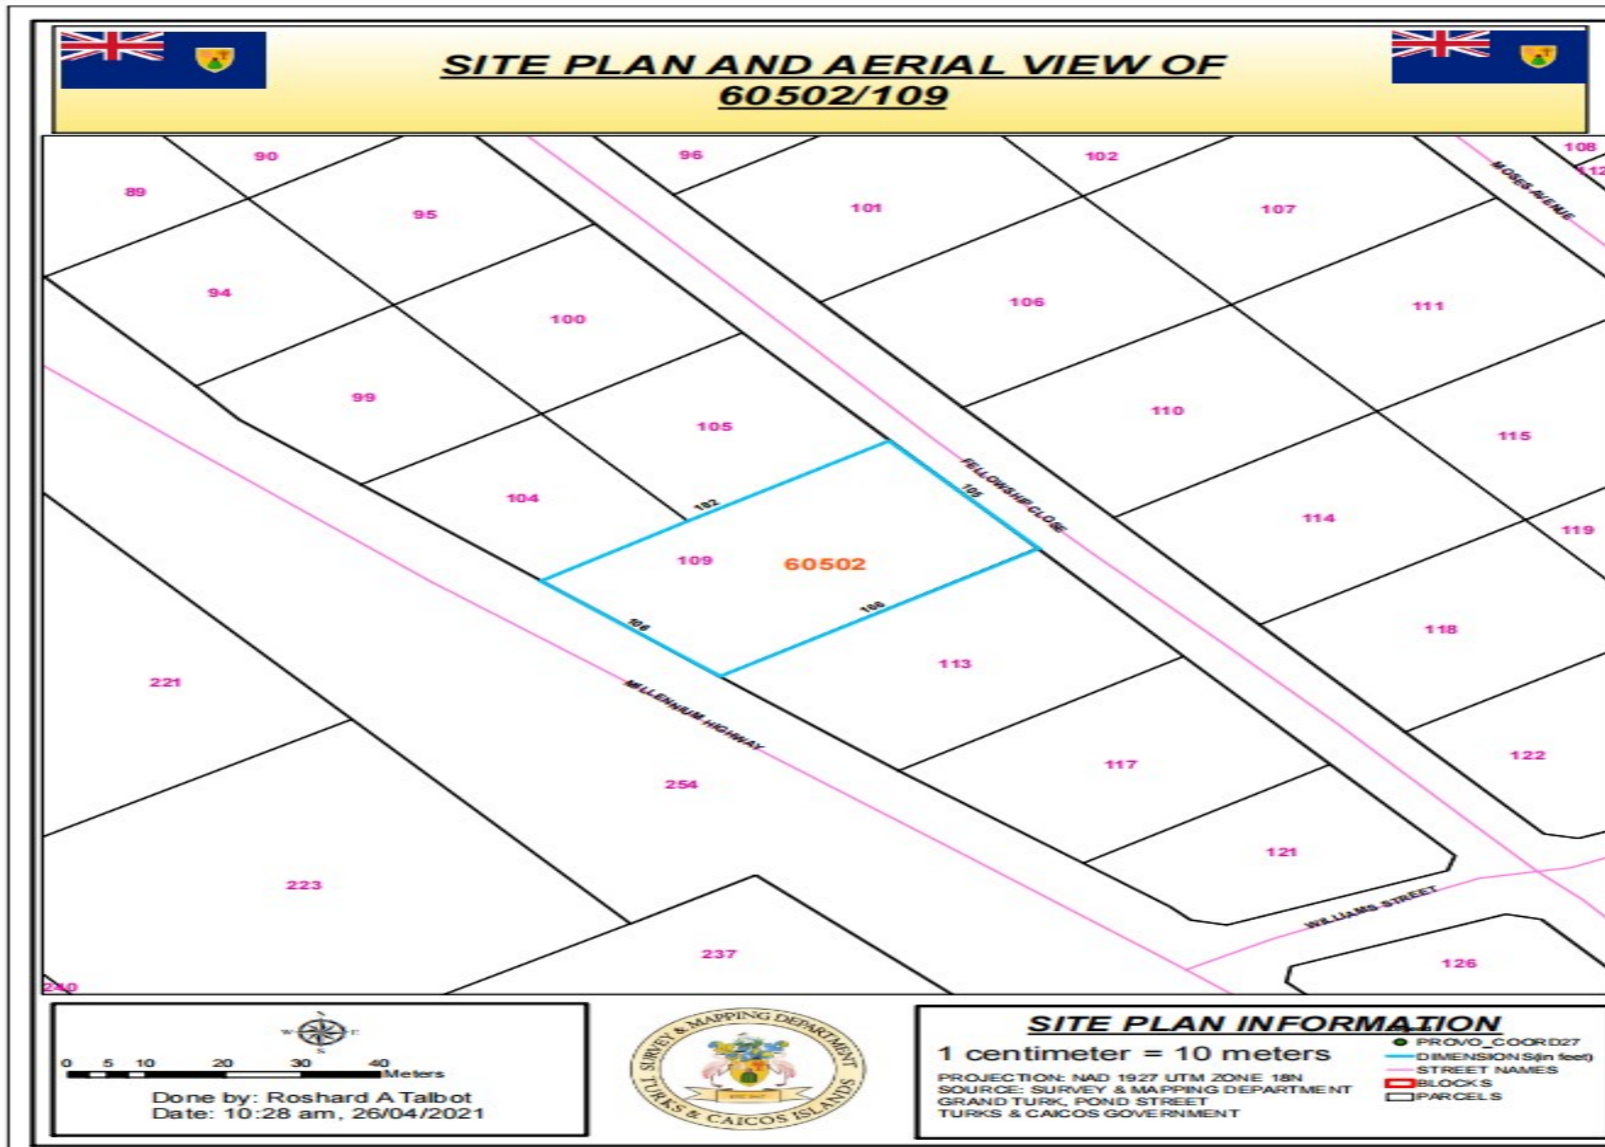 SITE PLAN AND AERIAL VIEW OF
60502/109
90
96
102
108
112
89
95
101
107
MOSES AVENUE
94
100
106
111
99
105
110
115
104
182
105
FELLOWSHIP CLOSE
114
119
109
60502
106
166
118
113
221
MILLENNIUM HIGHWAY
254
117
122
223
121
WILLIAMS STREET
237
126
240
N
W
E
S
0 5 10 20 30 40
Meters
Done by: Roshard A Talbot
Date: 10:28 am, 26/04/2021
SURVEY & MAPPING DEPARTMENT
TURKS & CAICOS ISLANDS
SITE PLAN INFORMATION
1 centimeter = 10 meters
PROJECTION: NAD 1927 UTM ZONE 18N
SOURCE: SURVEY & MAPPING DEPARTMENT
GRAND TURK, POND STREET
TURKS & CAICOS GOVERNMENT
PROVO_COORD27
DIMENSIONS(in feet)
STREET NAMES
BLOCKS
PARCELS